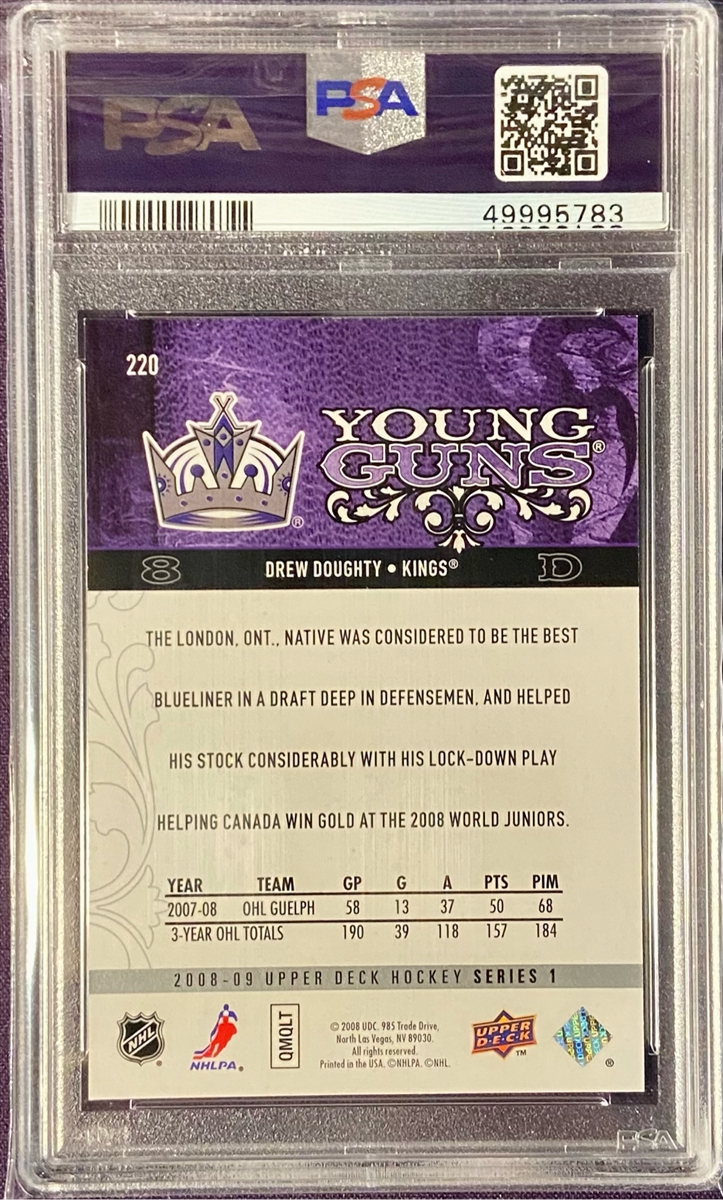 PSA
PSA
49995783
220
YOUNG
GUNS®
8 DREW DOUGHTY • KINGS® D
THE LONDON, ONT., NATIVE WAS CONSIDERED TO BE THE BEST
BLUELINER IN A DRAFT DEEP IN DEFENSEMEN, AND HELPED
HIS STOCK CONSIDERABLY WITH HIS LOCK-DOWN PLAY
HELPING CANADA WIN GOLD AT THE 2008 WORLD JUNIORS.
YEAR TEAM GP G A PTS PIM
2007-08 OHL GUELPH 58 13 37 50 68
3-YEAR OHL TOTALS 190 39 118 157 184
2008-09 UPPER DECK HOCKEY SERIES 1
NHL ®
NHLPA®
QMQLT
© 2008 UDC. 985 Trade Drive,
North Las Vegas, NV 89030.
All rights reserved.
Printed in the USA. ©NHLPA. ©NHL.
UPPER
DECK
™
®
PSA